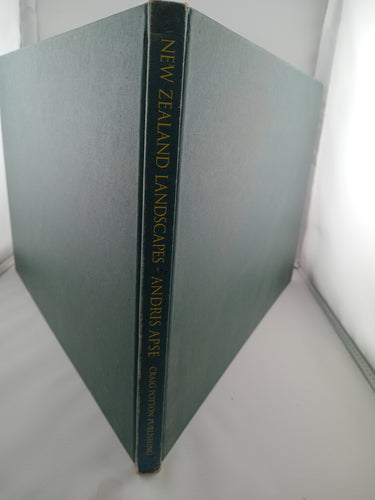 NEW ZEALAND LANDSCAPES · ANDRIS APSE CRAIG POTTON PUBLISHING